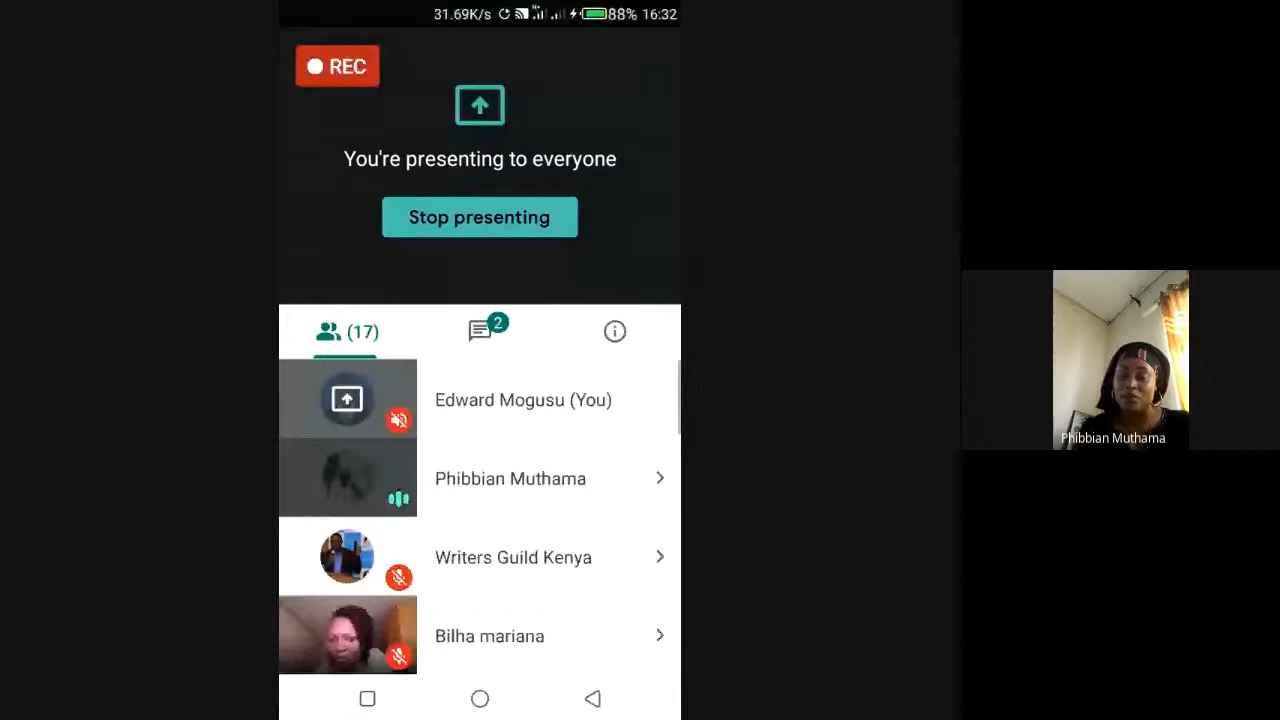 31.69K/s 88% 16:32
REC
You're presenting to everyone
Stop presenting
(17)
2
Edward Mogusu (You)
Phibbian Muthama
Writers Guild Kenya
Bilha mariana
Phibbian Muthama